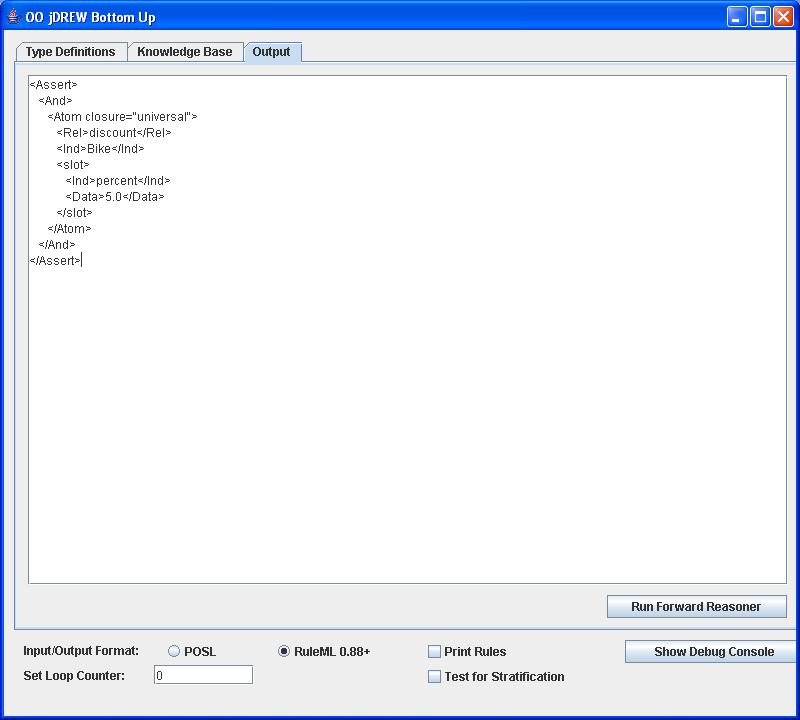 OO jDREW Bottom Up
Type Definitions Knowledge Base Output
<Assert>
<And>
<Atom closure="universal">
<Rel>discount</Rel>
<Ind>Bike</Ind>
<slot>
<Ind>percent</Ind>
<Data>5.0</Data>
</slot>
</Atom>
</And>
</Assert>
Run Forward Reasoner
Input/Output Format: POSL RuleML 0.88+ Print Rules Show Debug Console
Set Loop Counter: 0 Test for Stratification